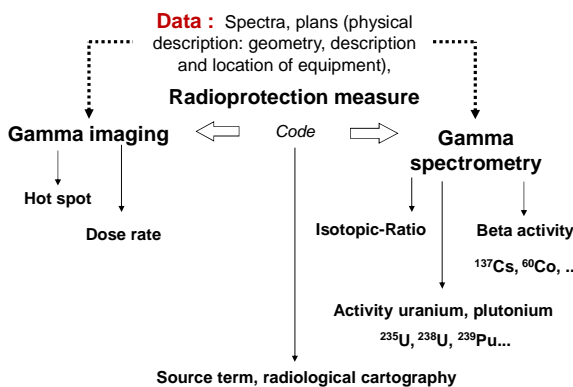 Data : Spectra, plans (physical
description: geometry, description
and location of equipment),
Radioprotection measure
Gamma imaging
Code
Gamma
spectrometry
Hot spot
Dose rate
Isotopic-Ratio
Beta activity
¹³⁷Cs, ⁶⁰Co, ..
Activity uranium, plutonium
²³⁵U, ²³⁸U, ²³⁹Pu...
Source term, radiological cartography